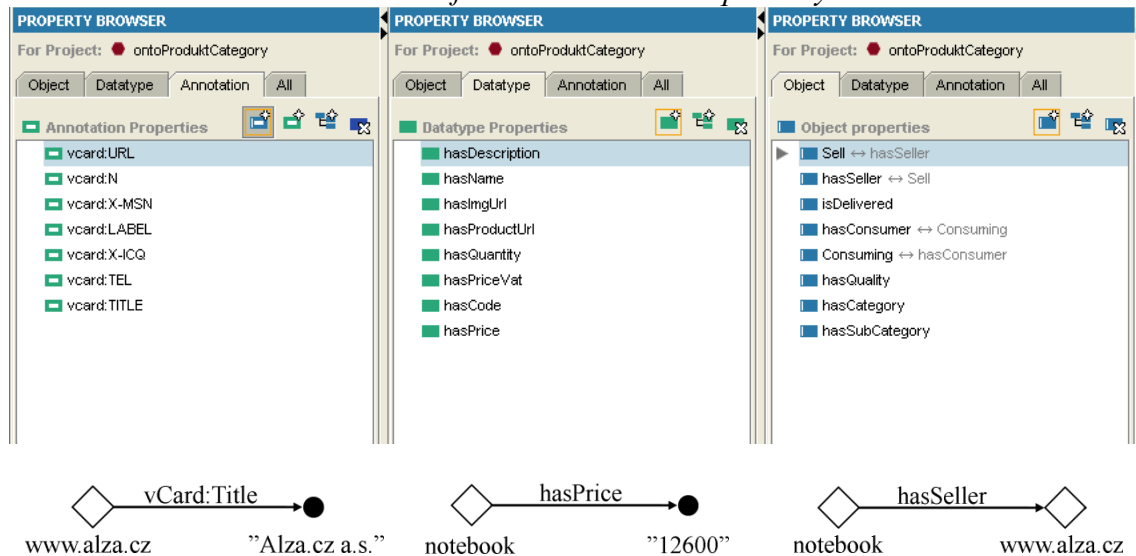 PROPERTY BROWSER
For Project: ontoProduktCategory
Object Datatype Annotation All
Annotation Properties
vcard:URL
vcard:N
vcard:X-MSN
vcard:LABEL
vcard:X-ICQ
vcard:TEL
vcard:TITLE
PROPERTY BROWSER
For Project: ontoProduktCategory
Object Datatype Annotation All
Datatype Properties
hasDescription
hasName
hasImgUrl
hasProductUrl
hasQuantity
hasPriceVat
hasCode
hasPrice
PROPERTY BROWSER
For Project: ontoProduktCategory
Object Datatype Annotation All
Object properties
Sell ↔ hasSeller
hasSeller ↔ Sell
isDelivered
hasConsumer ↔ Consuming
Consuming ↔ hasConsumer
hasQuality
hasCategory
hasSubCategory
vCard:Title
www.alza.cz "Alza.cz a.s."
hasPrice
notebook "12600"
hasSeller
notebook www.alza.cz